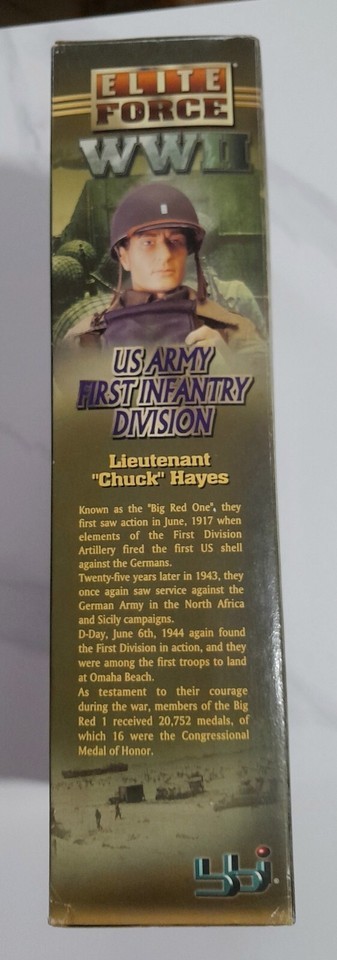 ELITE
FORCE
WWII
US ARMY
FIRST INFANTRY
DIVISION
Lieutenant
"Chuck" Hayes
Known as the "Big Red One", they
first saw action in June, 1917 when
elements of the First Division
Artillery fired the first US shell
against the Germans.
Twenty-five years later in 1943, they
once again saw service against the
German Army in the North Africa
and Sicily campaigns.
D-Day, June 6th, 1944 again found
the First Division in action, and they
were among the first troops to land
at Omaha Beach.
As testament to their courage
during the war, members of the Big
Red 1 received 20,752 medals, of
which 16 were the Congressional
Medal of Honor.
bbi